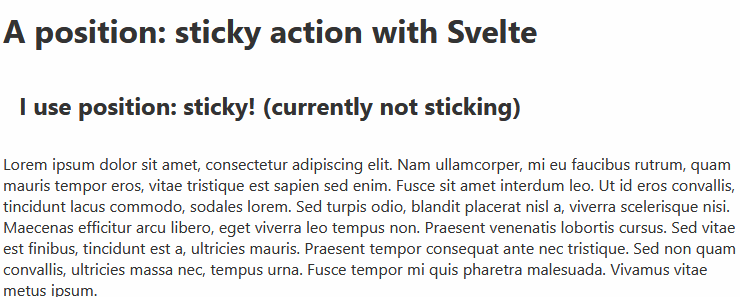 A position: sticky action with Svelte
I use position: sticky! (currently not sticking)
Lorem ipsum dolor sit amet, consectetur adipiscing elit. Nam ullamcorper, mi eu faucibus rutrum, quam
mauris tempor eros, vitae tristique est sapien sed enim. Fusce sit amet interdum leo. Ut id eros convallis,
tincidunt lacus commodo, sodales lorem. Sed turpis odio, blandit placerat nisl a, viverra scelerisque nisi.
Maecenas efficitur arcu libero, eget viverra leo tempus non. Praesent venenatis lobortis cursus. Sed vitae
est finibus, tincidunt est a, ultricies mauris. Praesent tempor consequat ante nec tristique. Sed non quam
convallis, ultricies massa nec, tempus urna. Fusce tempor mi quis pharetra malesuada. Vivamus vitae
metus ipsum.